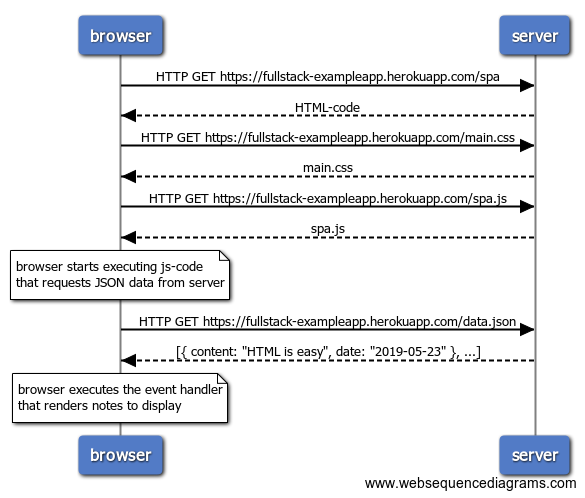 browser server
HTTP GET https://fullstack-exampleapp.herokuapp.com/spa
HTML-code
HTTP GET https://fullstack-exampleapp.herokuapp.com/main.css
main.css
HTTP GET https://fullstack-exampleapp.herokuapp.com/spa.js
spa.js
browser starts executing js-code
that requests JSON data from server
HTTP GET https://fullstack-exampleapp.herokuapp.com/data.json
[{ content: "HTML is easy", date: "2019-05-23" }, ...]
browser executes the event handler
that renders notes to display
browser server
www.websequencediagrams.com